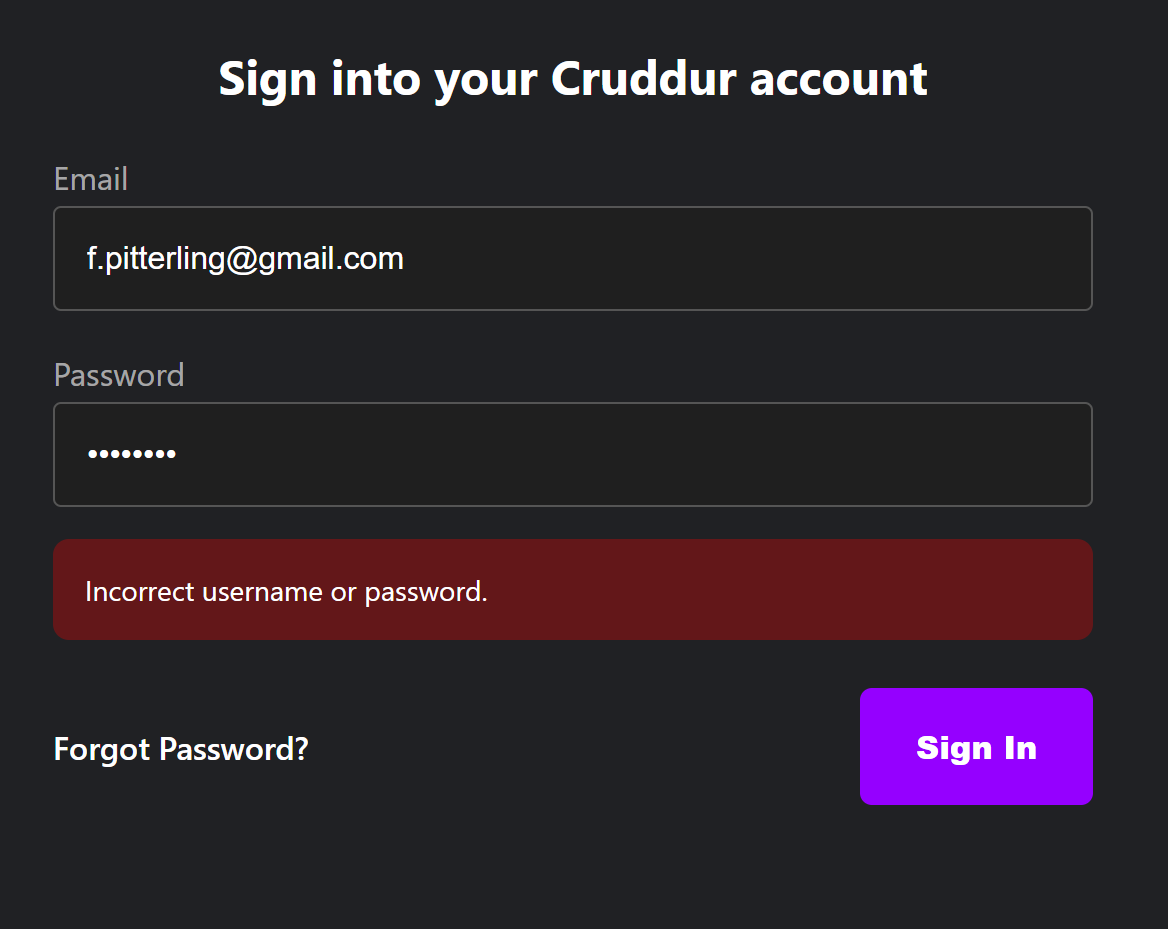 Sign into your Cruddur account
Email
f.pitterling@gmail.com
Password
••••••••
Incorrect username or password.
Forgot Password?
Sign In